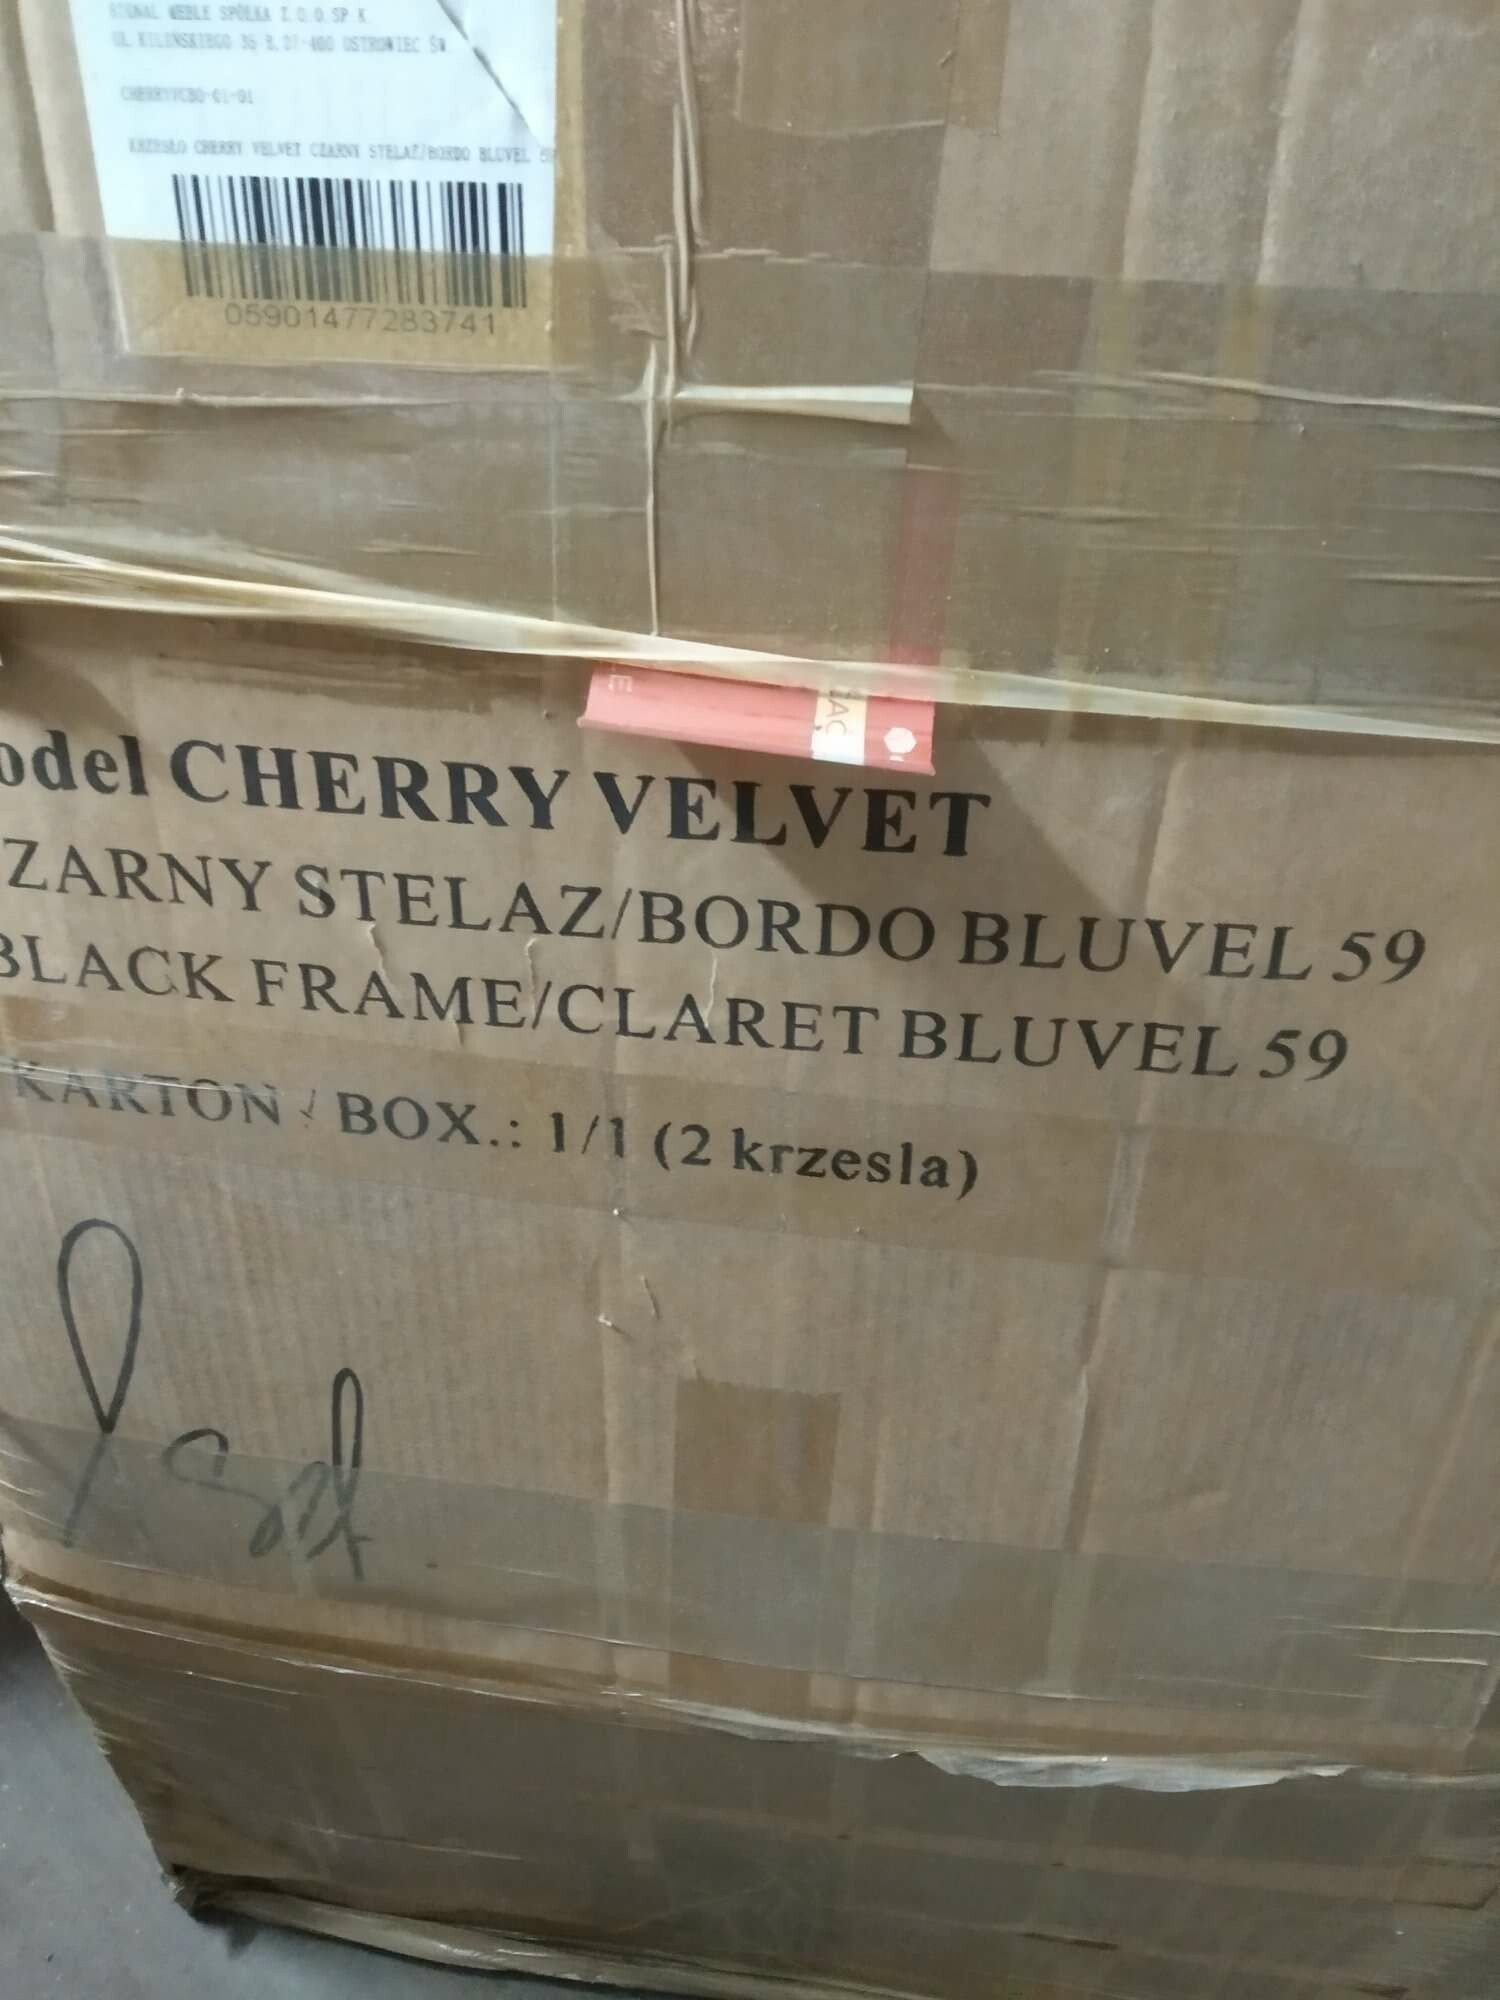 SIGNAL MEBLE SPÓŁKA Z.O.O.SP.K.
UL.KILIŃSKIEGO 35 B,27-400 OSTROWIEC ŚW.
CHERRYVCBO-01-01
KRZESŁO CHERRY VELVET CZARNY STELAŻ/BORDO BLUVEL 59
05901477283741
E
ŻAĆ
odel CHERRY VELVET
ZARNY STELAZ/BORDO BLUVEL 59
BLACK FRAME/CLARET BLUVEL 59
KARTON / BOX.: 1/1 (2 krzesla)